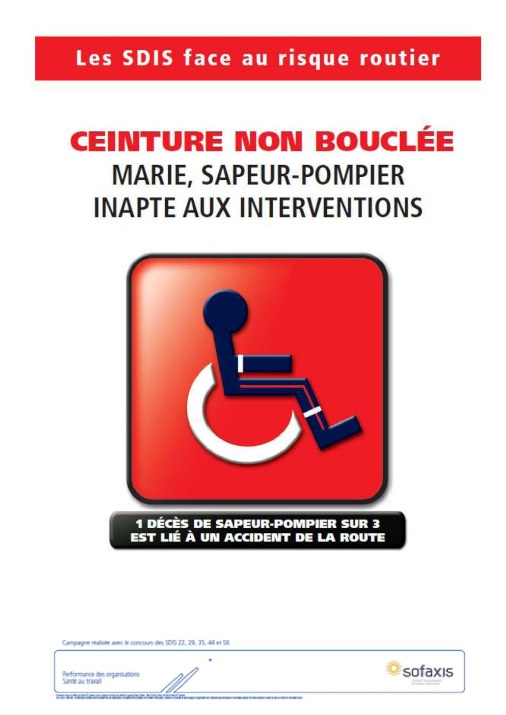 Les SDIS face au risque routier
CEINTURE NON BOUCLÉE
MARIE, SAPEUR-POMPIER
INAPTE AUX INTERVENTIONS
1 DÉCÈS DE SAPEUR-POMPIER SUR 3
EST LIÉ À UN ACCIDENT DE LA ROUTE
Campagne réalisée avec le concours des SDIS 22, 29, 35, 44 et 56
Performance des organisations
Santé au travail
sofaxis